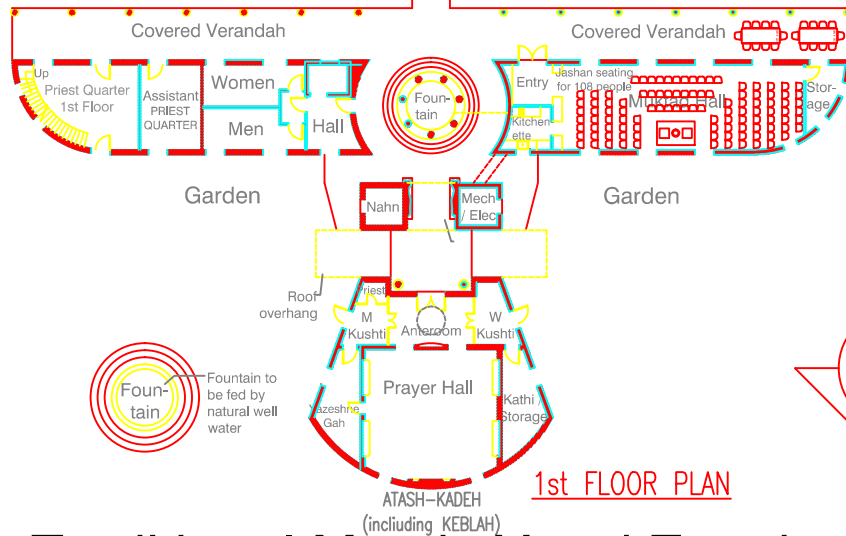 Covered Verandah
Covered Verandah
Up
Priest Quarter
1st Floor
Assistant
PRIEST
QUARTER
Women
Men
Hall
Foun-
tain
Entry
Kitchen-
ette
Jashan seating
for 108 people
Muktad Hall
Stor-
age
Garden
Garden
Nahn
Mech
/ Elec
Roof
overhang
Priest
M
Kushti
Anteroom
W
Kushti
Prayer Hall
Yazeshne
Gah
Kathi /
Storage
Foun-
tain
Fountain to
be fed by
natural well
water
1st FLOOR PLAN
ATASH-KADEH
(incliuding KEBLAH)